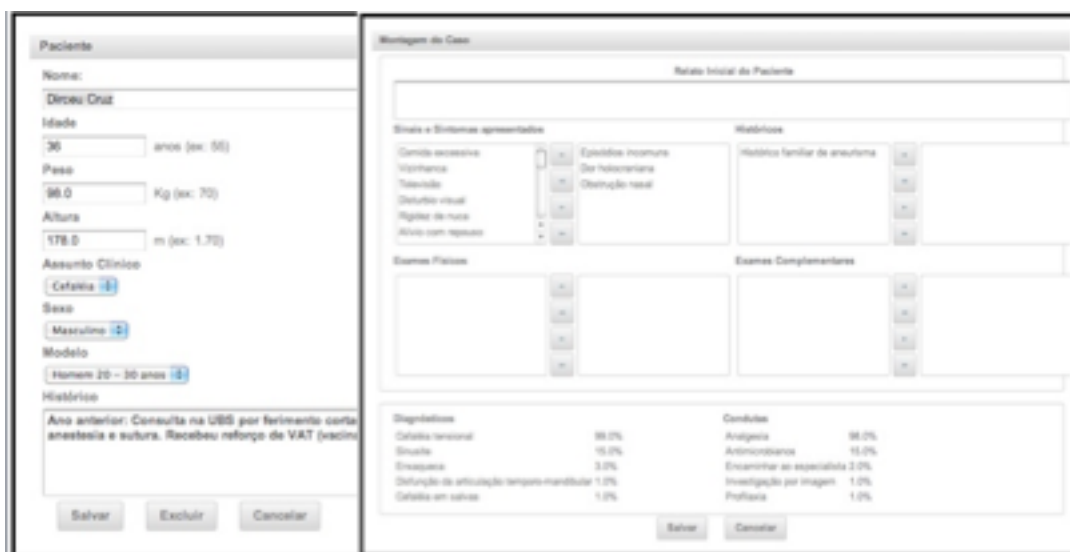 Paciente
Nome:
Dirceu Cruz
Idade
36 anos (ex: 55)
Peso
98.0 Kg (ex: 70)
Altura
178.0 m (ex: 1.70)
Assunto Clínico
Cefaléia
Sexo
Masculino
Modelo
Homem 20 - 30 anos
Histórico
Ano anterior: Consulta na UBS por ferimento corta
anestesia e sutura. Recebeu reforço de VAT (vacina
Salvar Excluir Cancelar
Montagem do Caso
Relato Inicial do Paciente
Sinais e Sintomas apresentados
Comida excessiva
Vizinhança
Televisão
Distúrbio visual
Rigidez de nuca
Alívio com repouso
Episódios incomuns
Dor holocraniana
Obstrução nasal
Históricos
Histórico familiar de aneurisma
Exames Físicos
Exames Complementares
Diagnósticos
Cefaléia tensional 99.0%
Sinusite 15.0%
Enxaqueca 3.0%
Disfunção da articulação temporo-mandibular 1.0%
Cefaléia em salvas 1.0%
Condutas
Analgesia 98.0%
Antimicrobianos 15.0%
Encaminhar ao especialista 2.0%
Investigação por imagem 1.0%
Profilaxia 1.0%
Salvar Cancelar